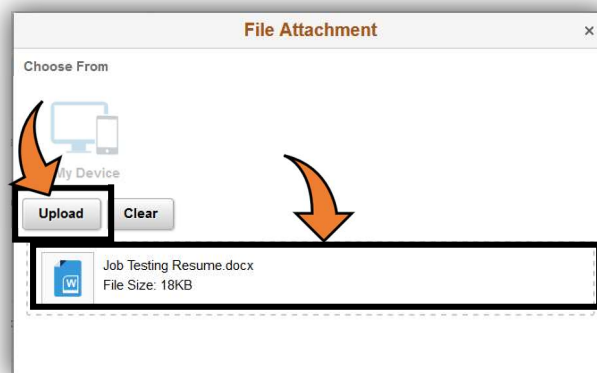 File Attachment ×
Choose From
My Device
Upload Clear
Job Testing Resume.docx
W
File Size: 18KB